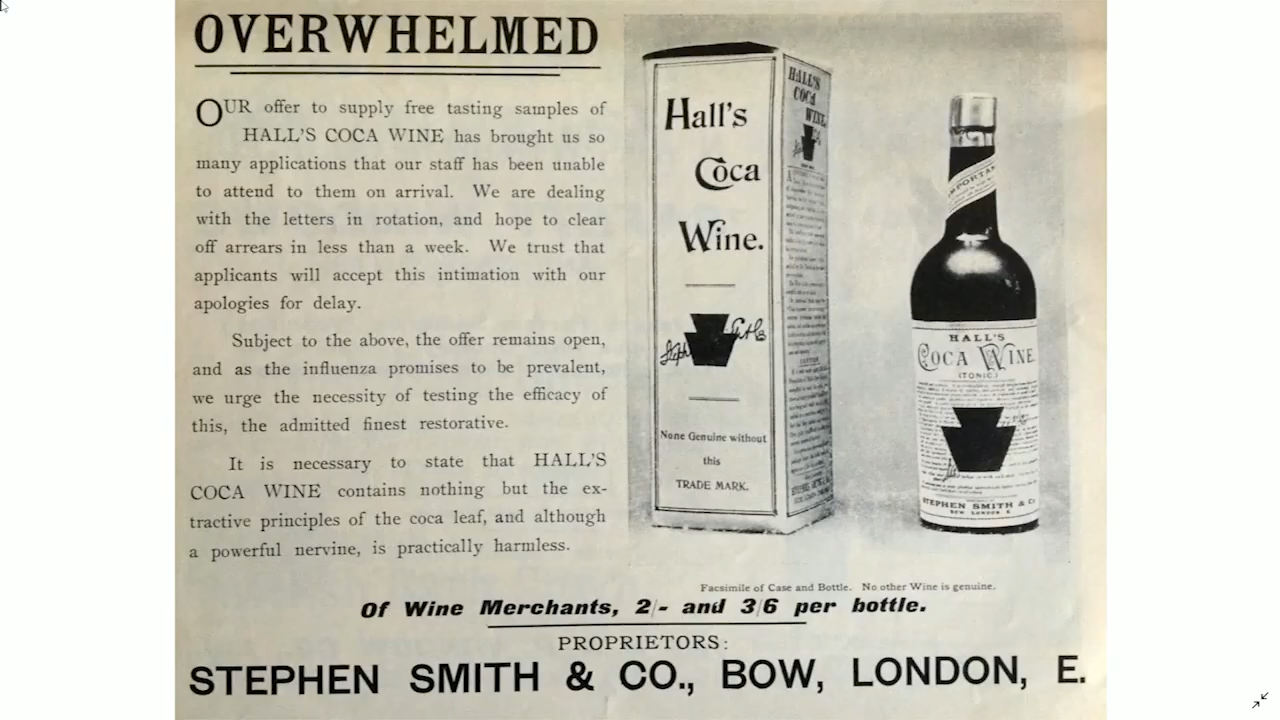 OVERWHELMED
OUR offer to supply free tasting samples of
HALL'S COCA WINE has brought us so
many applications that our staff has been unable
to attend to them on arrival. We are dealing
with the letters in rotation, and hope to clear
off arrears in less than a week. We trust that
applicants will accept this intimation with our
apologies for delay.
Subject to the above, the offer remains open,
and as the influenza promises to be prevalent,
we urge the necessity of testing the efficacy of
this, the admitted finest restorative.
It is necessary to state that HALL'S
COCA WINE contains nothing but the ex-
tractive principles of the coca leaf, and although
a powerful nervine, is practically harmless.
Hall's
Coca
Wine.
None Genuine without
this
TRADE MARK.
HALL'S
COCA
WINE.
IMPORTANT
HALL'S
COCA WINE
(TONIC.)
STEPHEN SMITH & Co
BOW LONDON E
Facsimile of Case and Bottle. No other Wine is genuine.
Of Wine Merchants, 2/- and 3/6 per bottle.
PROPRIETORS:
STEPHEN SMITH & CO., BOW, LONDON, E.